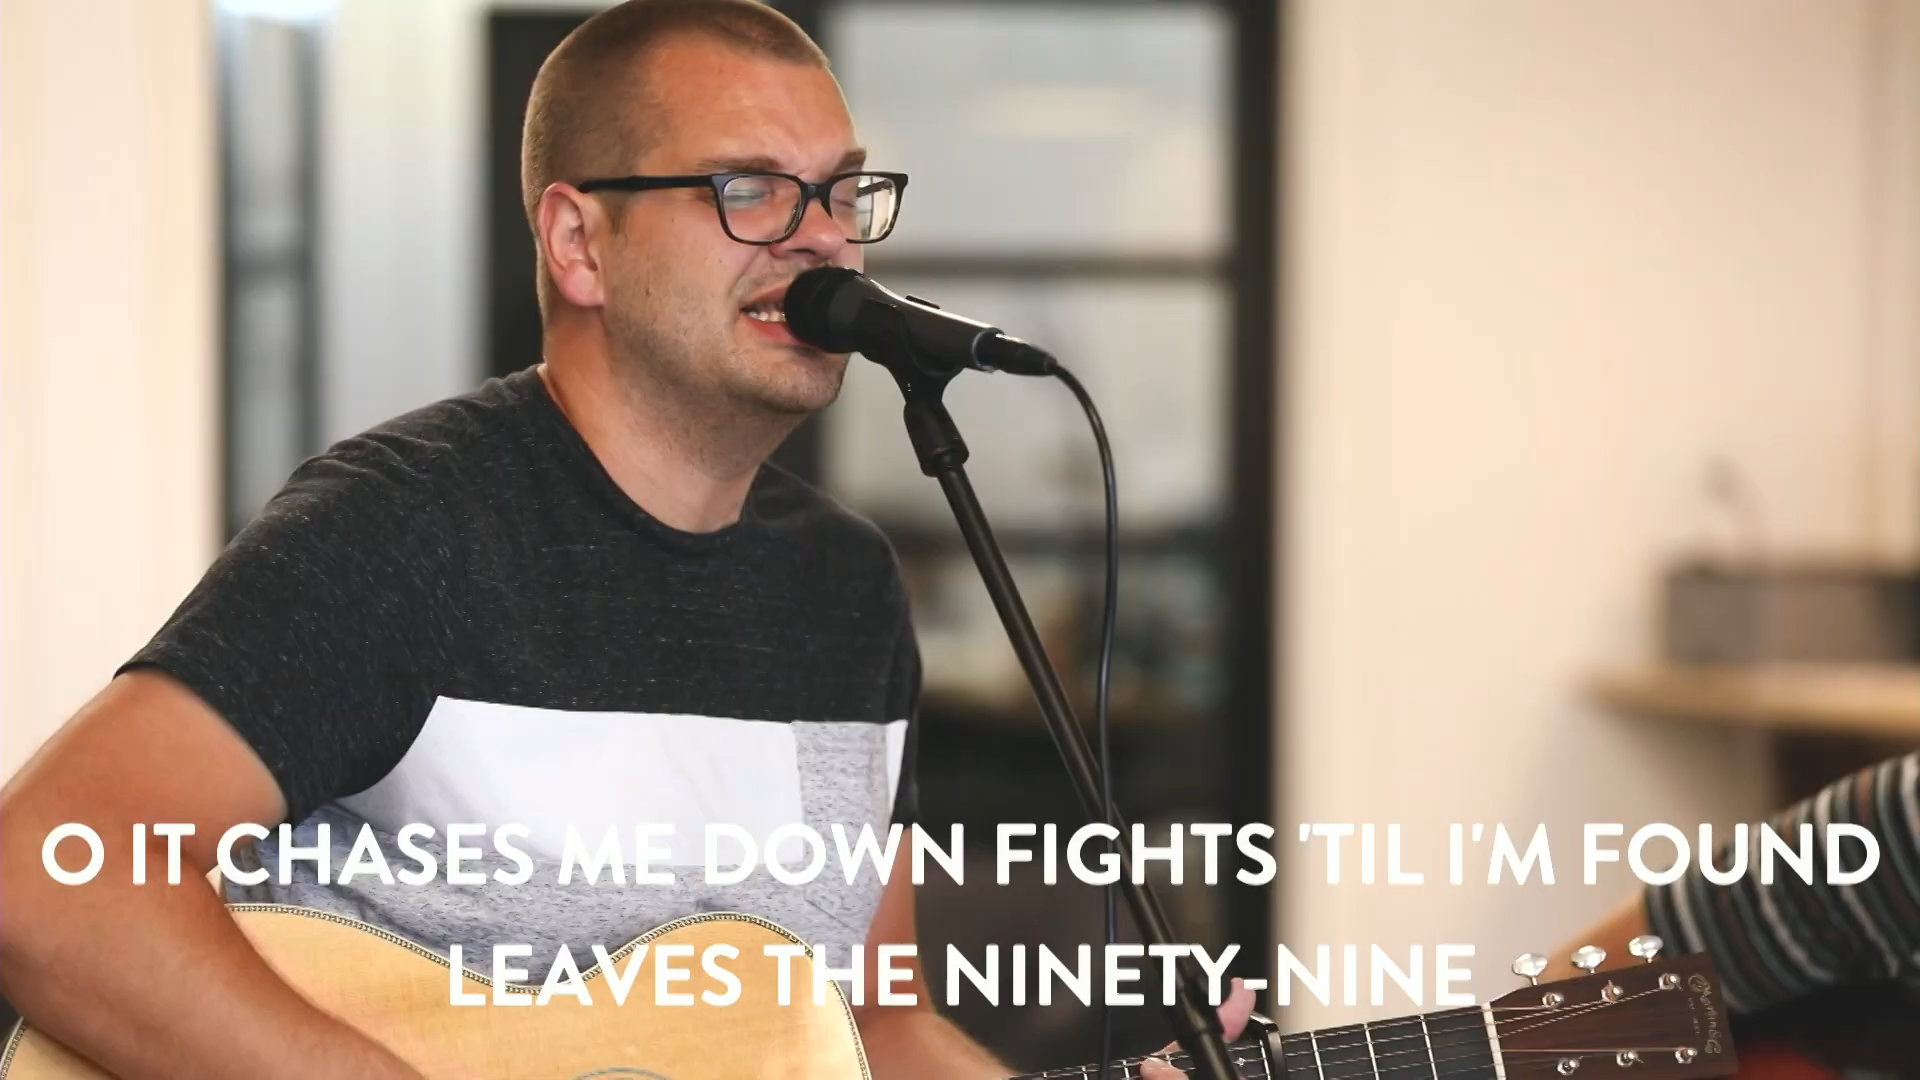 O IT CHASES ME DOWN FIGHTS 'TIL I'M FOUND
LEAVES THE NINETY-NINE